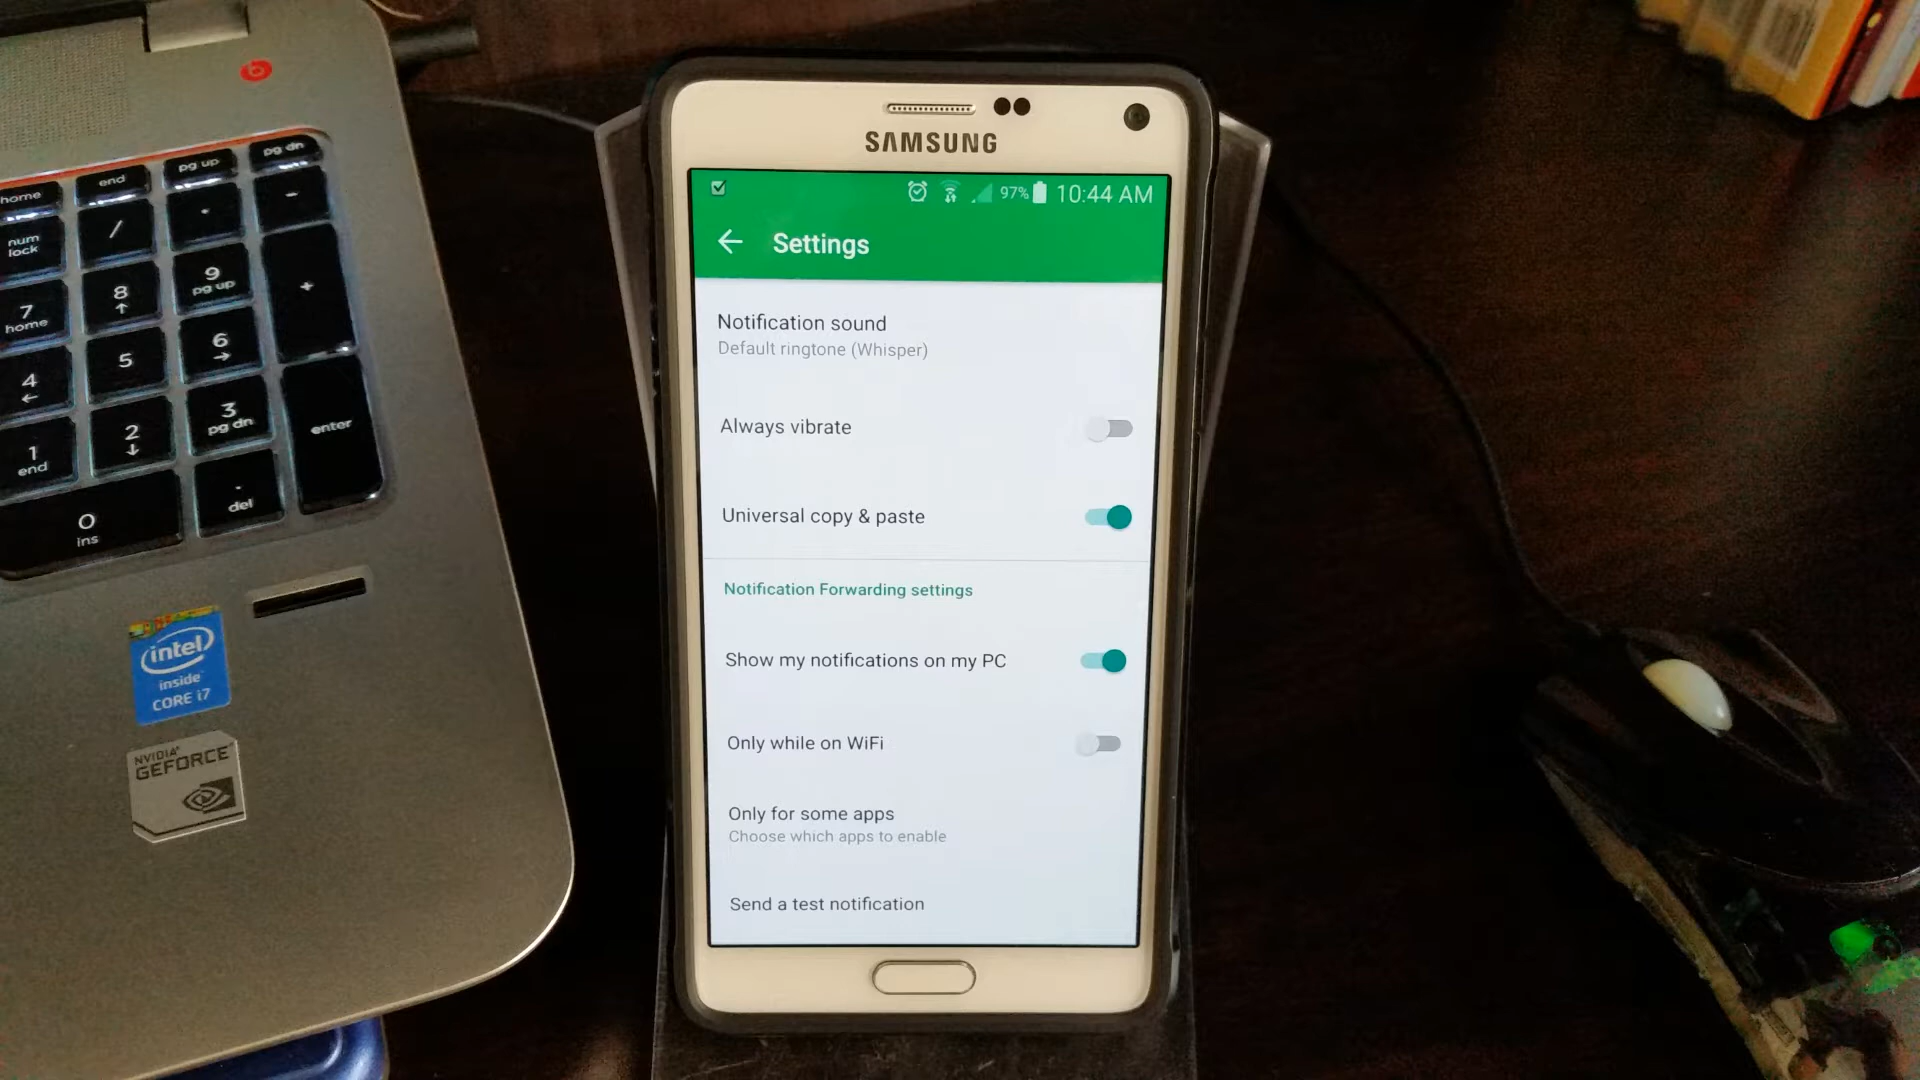 SAMSUNG
97% 10:44 AM
Settings
Notification sound
Default ringtone (Whisper)
Always vibrate
Universal copy & paste
Notification Forwarding settings
Show my notifications on my PC
Only while on WiFi
Only for some apps
Choose which apps to enable
Send a test notification
home
end
pg up
pg dn
num
lock
/
-
7
home
8
9
pg up
+
4
5
6
1
end
2
3
pg dn
enter
0
ins
.
del
intel
inside
CORE i7
NVIDIA
GEFORCE